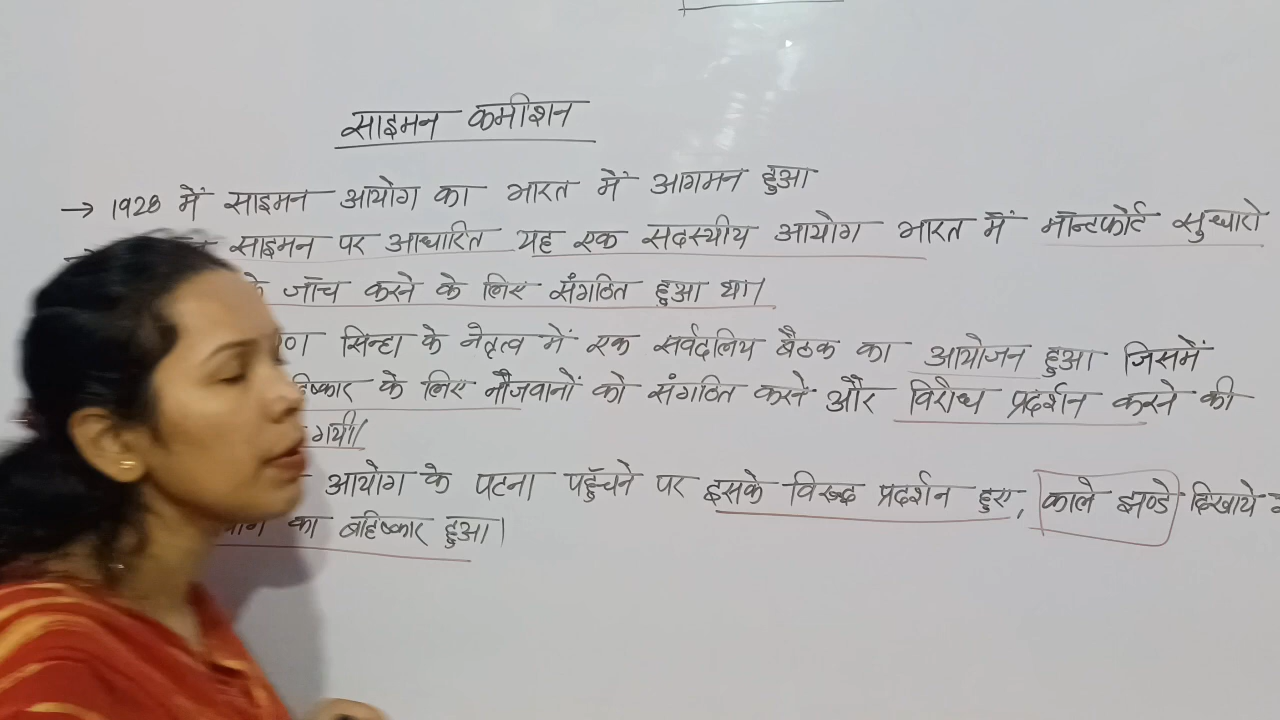 साइमन कमीशन
→ 1928 में साइमन आयोग का भारत में आगमन हुआ
→ साइमन पर आधारित यह एक सदस्यीय आयोग भारत में मॉन्टफोर्ट सुधारो
के जाँच करने के लिए संगठित हुआ था।
सिन्हा के नेतृत्व में एक सर्वदलिय बैठक का आयोजन हुआ जिसमें
के लिए नौजवानों को संगठित करने और विरोध प्रदर्शन करने की
गयी।
आयोग के पटना पहुँचने पर इसके विरुद्ध प्रदर्शन हुए, काले झण्डे दिखाये
का बहिष्कार हुआ।